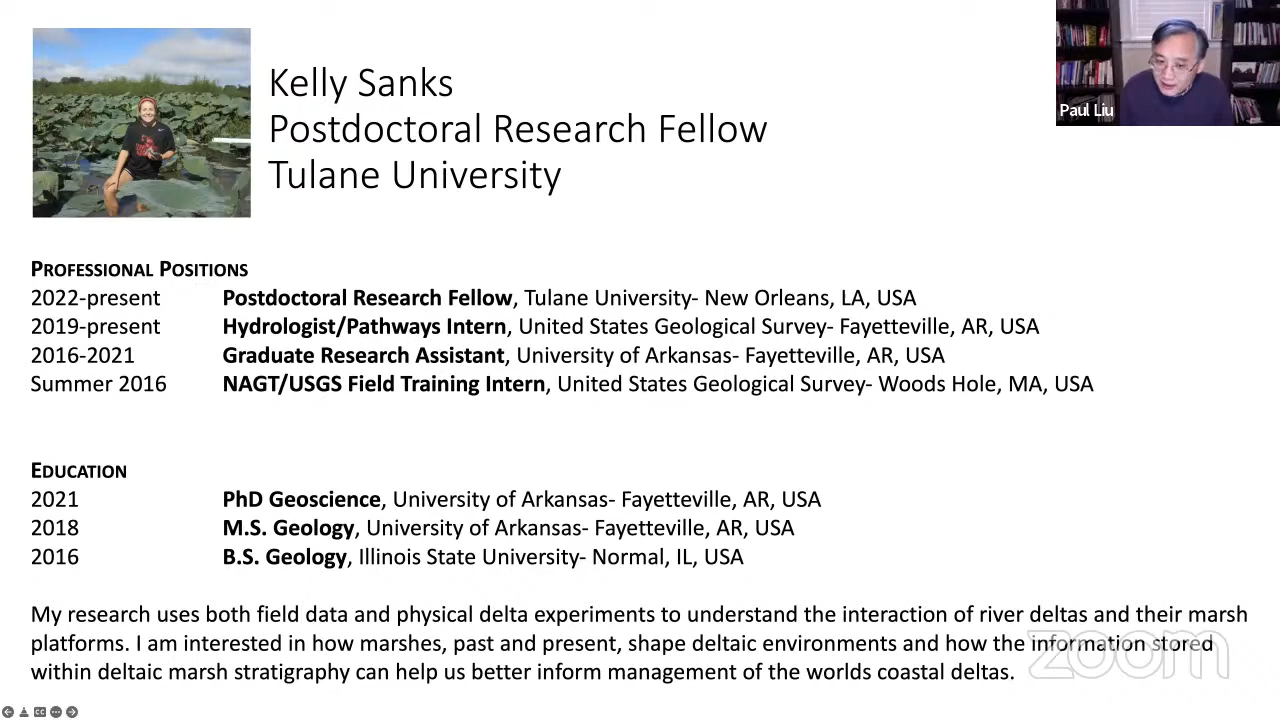 Kelly Sanks
Postdoctoral Research Fellow
Tulane University
Paul Liu
PROFESSIONAL POSITIONS
2022-present Postdoctoral Research Fellow, Tulane University- New Orleans, LA, USA
2019-present Hydrologist/Pathways Intern, United States Geological Survey- Fayetteville, AR, USA
2016-2021 Graduate Research Assistant, University of Arkansas- Fayetteville, AR, USA
Summer 2016 NAGT/USGS Field Training Intern, United States Geological Survey- Woods Hole, MA, USA
EDUCATION
2021 PhD Geoscience, University of Arkansas- Fayetteville, AR, USA
2018 M.S. Geology, University of Arkansas- Fayetteville, AR, USA
2016 B.S. Geology, Illinois State University- Normal, IL, USA
My research uses both field data and physical delta experiments to understand the interaction of river deltas and their marsh
platforms. I am interested in how marshes, past and present, shape deltaic environments and how the information stored
within deltaic marsh stratigraphy can help us better inform management of the worlds coastal deltas.
zoom